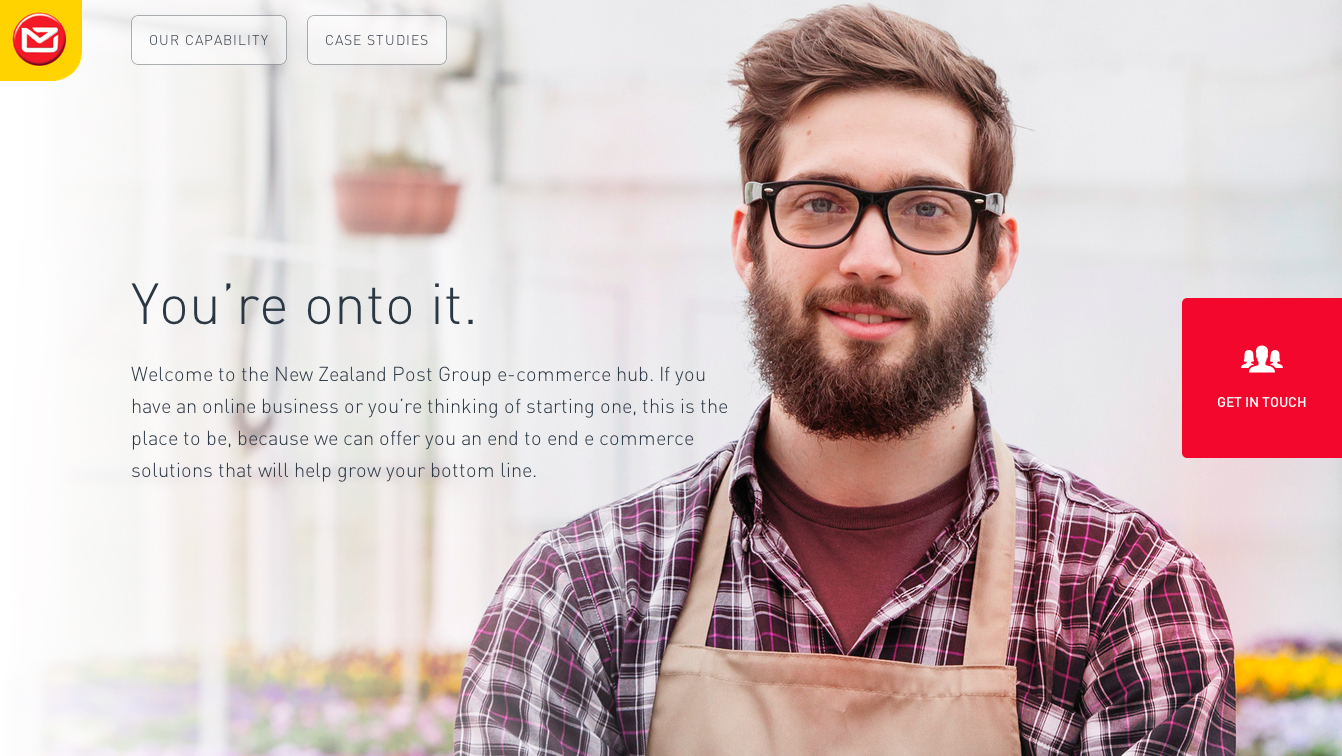 OUR CAPABILITY
CASE STUDIES
You’re onto it.
Welcome to the New Zealand Post Group e-commerce hub. If you
have an online business or you’re thinking of starting one, this is the
place to be, because we can offer you an end to end e commerce
solutions that will help grow your bottom line.
GET IN TOUCH